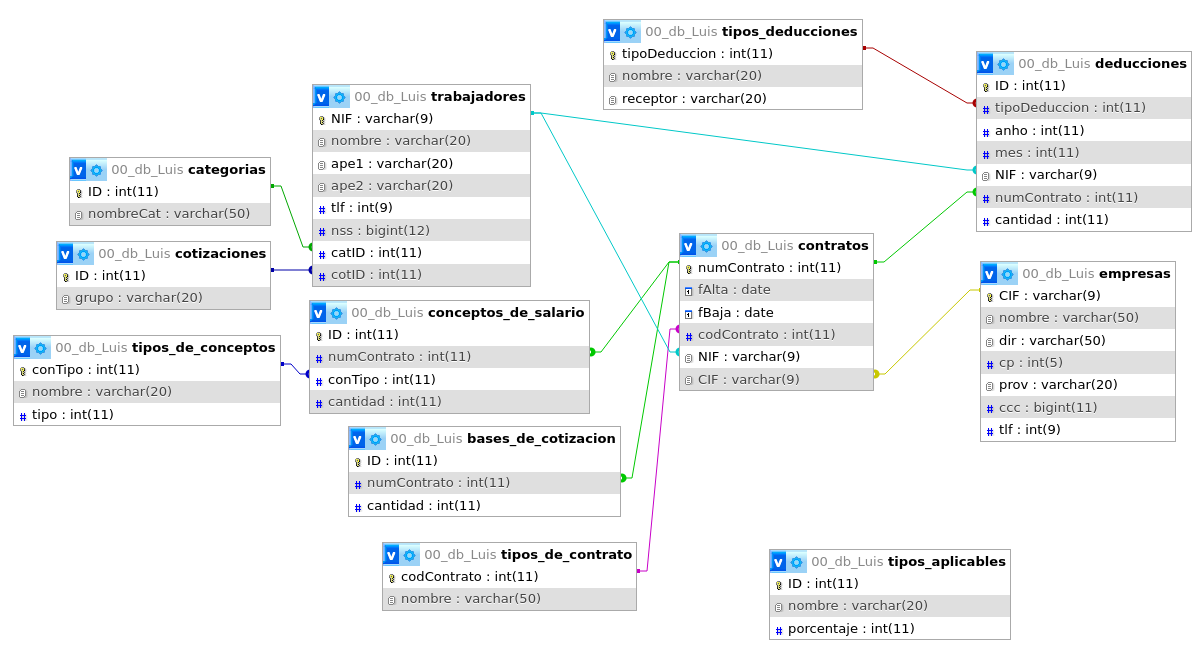 00_db_Luis tipos_deducciones
tipoDeduccion : int(11)
nombre : varchar(20)
receptor : varchar(20)
00_db_Luis deducciones
ID : int(11)
tipoDeduccion : int(11)
anho : int(11)
mes : int(11)
NIF : varchar(9)
numContrato : int(11)
cantidad : int(11)
00_db_Luis trabajadores
NIF : varchar(9)
nombre : varchar(20)
ape1 : varchar(20)
ape2 : varchar(20)
tlf : int(9)
nss : bigint(12)
catID : int(11)
cotID : int(11)
00_db_Luis categorias
ID : int(11)
nombreCat : varchar(50)
00_db_Luis cotizaciones
ID : int(11)
grupo : varchar(20)
00_db_Luis contratos
numContrato : int(11)
fAlta : date
fBaja : date
codContrato : int(11)
NIF : varchar(9)
CIF : varchar(9)
00_db_Luis empresas
CIF : varchar(9)
nombre : varchar(50)
dir : varchar(50)
cp : int(5)
prov : varchar(20)
ccc : bigint(11)
tlf : int(9)
00_db_Luis conceptos_de_salario
ID : int(11)
numContrato : int(11)
conTipo : int(11)
cantidad : int(11)
00_db_Luis tipos_de_conceptos
conTipo : int(11)
nombre : varchar(20)
tipo : int(11)
00_db_Luis bases_de_cotizacion
ID : int(11)
numContrato : int(11)
cantidad : int(11)
00_db_Luis tipos_de_contrato
codContrato : int(11)
nombre : varchar(50)
00_db_Luis tipos_aplicables
ID : int(11)
nombre : varchar(20)
porcentaje : int(11)